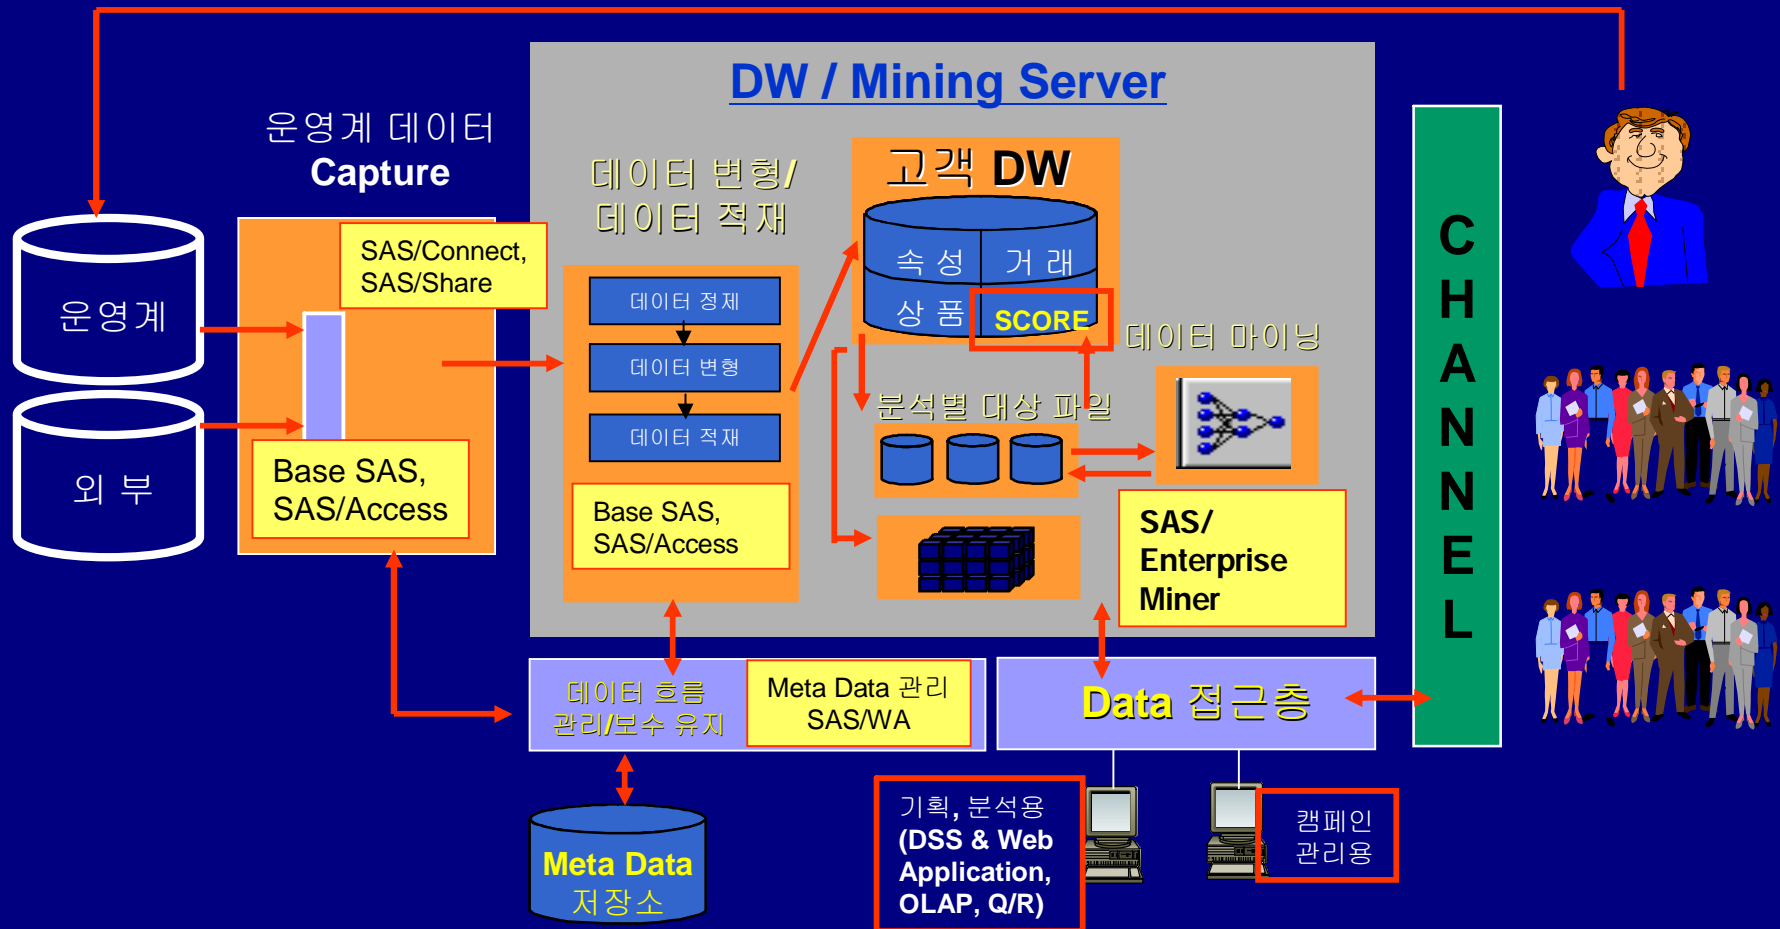 DW / Mining Server
운영계 데이터
Capture
운영계
외 부
SAS/Connect,
SAS/Share
Base SAS,
SAS/Access
데이터 변형/
데이터 적재
데이터 정제
데이터 변형
데이터 적재
Base SAS,
SAS/Access
고객 DW
속 성
거 래
상 품
SCORE
데이터 마이닝
분석별 대상 파일
SAS/
Enterprise
Miner
CHANNEL
데이터 흐름
관리/보수 유지
Meta Data 관리
SAS/WA
Data 접근층
Meta Data
저장소
기획, 분석용
(DSS & Web
Application,
OLAP, Q/R)
캠페인
관리용